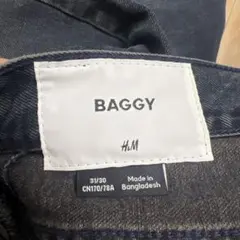 BAGGY
H&M
31/30
CN170/78A
Made in
Bangladesh